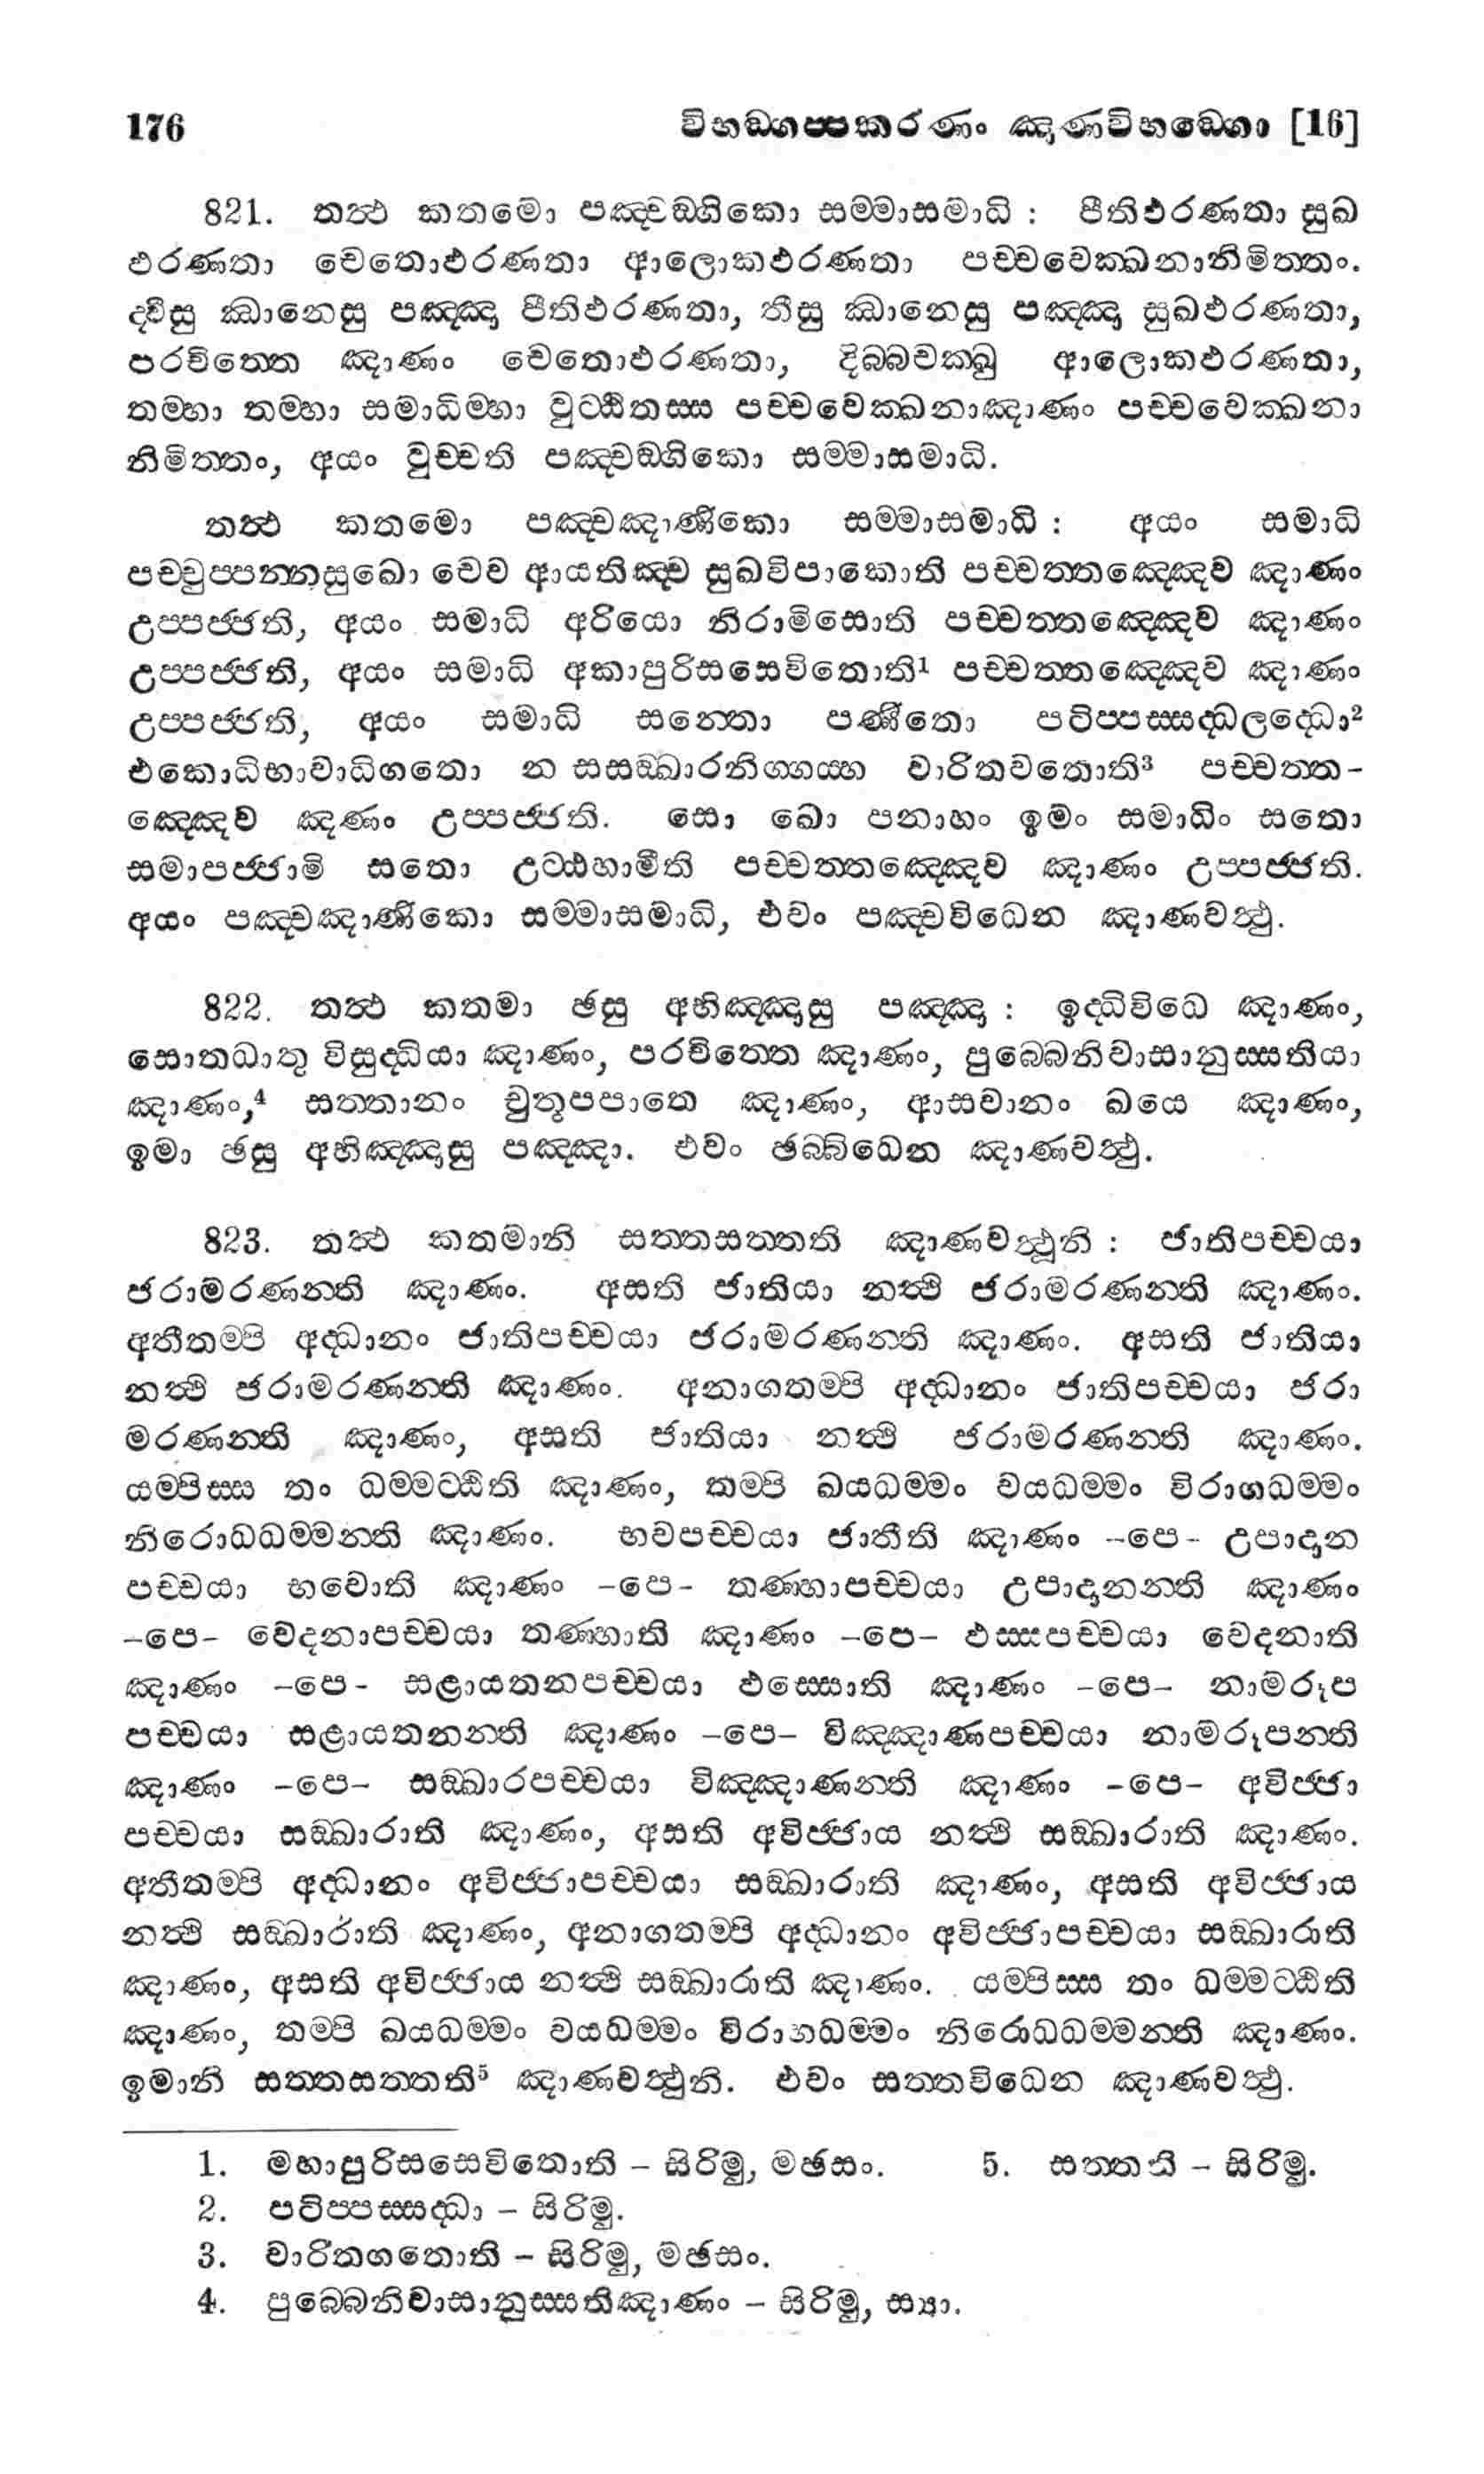 176 විභඞ්ගප්පකරණං ඤාණවිභඞ්ගො [16]
821. තත්ථ කතමො පඤ්චඞ්ගිකො සම්මාසමාධි : පීතිඵරණතා සුඛ
ඵරණතා චෙතොඵරණතා ආලොකඵරණතා පච්චවෙක්ඛනානිමිත්තං.
ද්වීසු ඣානෙසු පඤ්ඤා පීතිඵරණතා, තීසු ඣානෙසු පඤ්ඤා සුඛඵරණතා,
පරචිත්තෙ ඤාණං චෙතොඵරණතා, දිබ්බචක්ඛු ආලොකඵරණතා,
තම්හා තම්හා සමාධිම්හා වුට්ඨිතස්ස පච්චවෙක්ඛනාඤාණං පච්චවෙක්ඛනා
නිමිත්තං, අයං වුච්චති පඤ්චඞ්ගිකො සම්මාසමාධි.
තත්ථ කතමො පඤ්චඤාණිකො සම්මාසමාධි : අයං සමාධි
පච්චුප්පන්නසුඛො චෙව ආයතිඤ්ච සුඛවිපාකොති පච්චත්තඤ්ඤෙව ඤාණං
උප්පජ්ජති, අයං සමාධි අරියො නිරාමිසොති පච්චත්තඤ්ඤෙව ඤාණං
උප්පජ්ජති, අයං සමාධි අකාපුරිසසෙවිතොති¹ පච්චත්තඤ්ඤෙව ඤාණං
උප්පජ්ජති, අයං සමාධි සන්තො පණීතො පටිප්පස්සද්ධලද්ධො²
එකොධිභාවාධිගතො න සසඞ්ඛාරනිග්ගය්හ වාරිතවතොති³ පච්චත්ත-
ඤ්ඤෙව ඤාණං උප්පජ්ජති. සො ඛො පනාහං ඉමං සමාධිං සතො
සමාපජ්ජාමි සතො උට්ඨහාමීති පච්චත්තඤ්ඤෙව ඤාණං උප්පජ්ජති.
අයං පඤ්චඤාණිකො සම්මාසමාධි, එවං පඤ්චවිධෙන ඤාණවත්ථු.
822. තත්ථ කතමා ඡසු අභිඤ්ඤාසු පඤ්ඤා : ඉද්ධිවිධෙ ඤාණං,
සොතධාතු විසුද්ධියා ඤාණං, පරචිත්තෙ ඤාණං, පුබ්බෙනිවාසානුස්සතියා
ඤාණං,⁴ සත්තානං චුතූපපාතෙ ඤාණං, ආසවානං ඛයෙ ඤාණං,
ඉමා ඡසු අභිඤ්ඤාසු පඤ්ඤා. එවං ඡබ්බිධෙන ඤාණවත්ථු.
823. තත්ථ කතමානි සත්තසත්තති ඤාණවත්ථූනි : ජාතිපච්චයා
ජරාමරණන්ති ඤාණං. අසති ජාතියා නත්ථි ජරාමරණන්ති ඤාණං.
අතීතම්පි අද්ධානං ජාතිපච්චයා ජරාමරණන්ති ඤාණං. අසති ජාතියා
නත්ථි ජරාමරණන්ති ඤාණං. අනාගතම්පි අද්ධානං ජාතිපච්චයා ජරා
මරණන්ති ඤාණං, අසති ජාතියා නත්ථි ජරාමරණන්ති ඤාණං.
යම්පිස්ස තං ධම්මට්ඨිති ඤාණං, තම්පි ඛයධම්මං වයධම්මං විරාගධම්මං
නිරොධධම්මන්ති ඤාණං. භවපච්චයා ජාතීති ඤාණං -පෙ- උපාදාන
පච්චයා භවොති ඤාණං -පෙ- තණ්හාපච්චයා උපාදානන්ති ඤාණං
-පෙ- වෙදනාපච්චයා තණ්හාති ඤාණං -පෙ- ඵස්සපච්චයා වෙදනාති
ඤාණං -පෙ- සළායතනපච්චයා ඵස්සොති ඤාණං -පෙ- නාමරූප
පච්චයා සළායතනන්ති ඤාණං -පෙ- විඤ්ඤාණපච්චයා නාමරූපන්ති
ඤාණං -පෙ- සඞ්ඛාරපච්චයා විඤ්ඤාණන්ති ඤාණං -පෙ- අවිජ්ජා
පච්චයා සඞ්ඛාරාති ඤාණං, අසති අවිජ්ජාය නත්ථි සඞ්ඛාරාති ඤාණං.
අතීතම්පි අද්ධානං අවිජ්ජාපච්චයා සඞ්ඛාරාති ඤාණං, අසති අවිජ්ජාය
නත්ථි සඞ්ඛාරාති ඤාණං, අනාගතම්පි අද්ධානං අවිජ්ජාපච්චයා සඞ්ඛාරාති
ඤාණං, අසති අවිජ්ජාය නත්ථි සඞ්ඛාරාති ඤාණං. යම්පිස්ස තං ධම්මට්ඨිති
ඤාණං, තම්පි ඛයධම්මං වයධම්මං විරාගධම්මං නිරොධධම්මන්ති ඤාණං.
ඉමානි සත්තසත්තති⁵ ඤාණවත්ථුනි. එවං සත්තවිධෙන ඤාණවත්ථු.
1. මහාපුරිසසෙවිතොති – සිරිමු, මඡසං. 5. සත්තති – සිරිමු.
2. පටිප්පස්සද්ධා – සිරිමු.
3. වාරිතගතොති – සිරිමු, මඡසං.
4. පුබ්බෙනිවාසානුස්සතිඤාණං – සිරිමු, ස්‍යා.